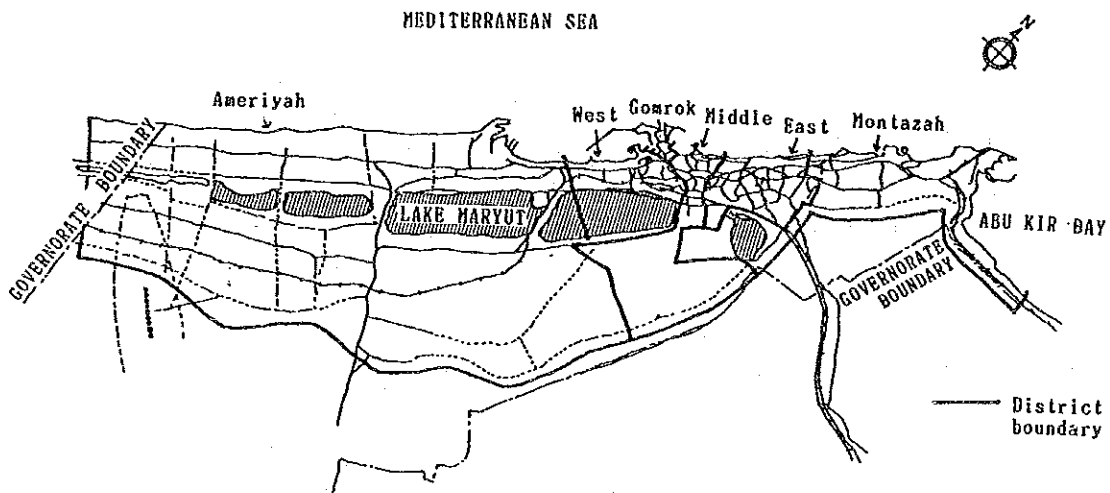 MEDITERRANEAN SEA
N
Ameriyah
West
Gomrok
Middle
East
Montazah
GOVERNORATE BOUNDARY
LAKE MARYUT
ABU KIR BAY
GOVERNORATE
BOUNDARY
District
boundary